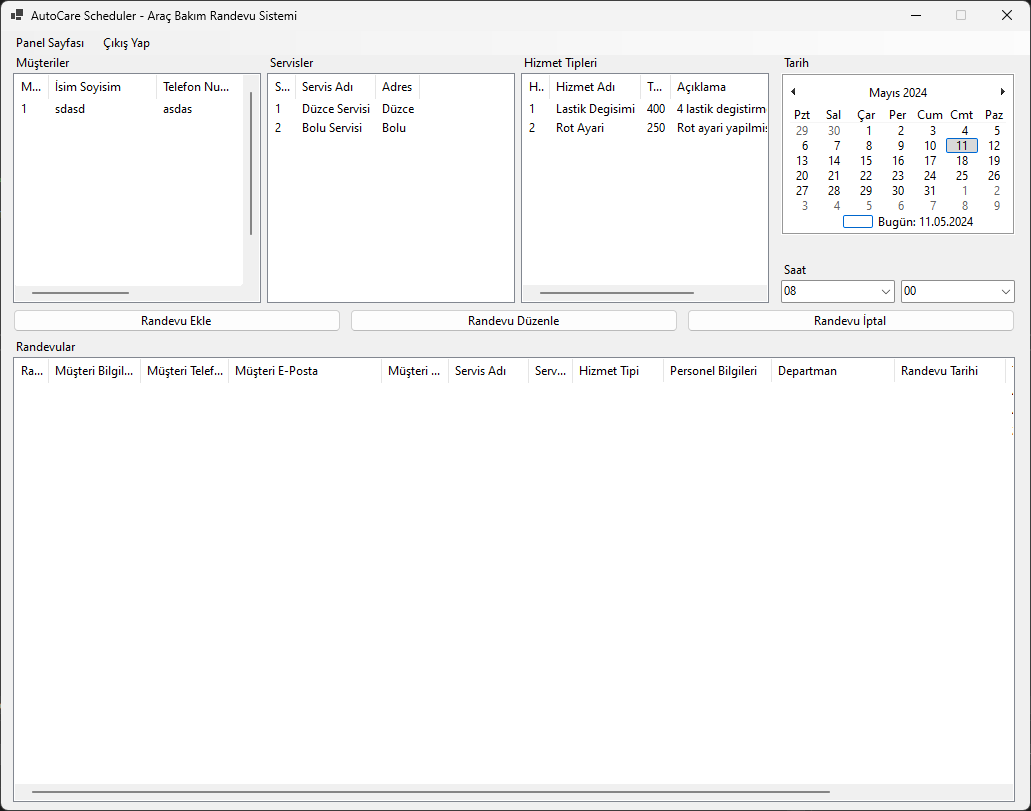 AutoCare Scheduler - Araç Bakım Randevu Sistemi
Panel Sayfası Çıkış Yap
Müşteriler Servisler Hizmet Tipleri Tarih
M... İsim Soyisim Telefon Nu...
1 sdasd asdas
S... Servis Adı Adres
1 Düzce Servisi Düzce
2 Bolu Servisi Bolu
H.. Hizmet Adı T... Açıklama
1 Lastik Degisimi 400 4 lastik degistirm
2 Rot Ayari 250 Rot ayari yapilmis
Mayıs 2024
Pzt Sal Çar Per Cum Cmt Paz
29 30 1 2 3 4 5
6 7 8 9 10 11 12
13 14 15 16 17 18 19
20 21 22 23 24 25 26
27 28 29 30 31 1 2
3 4 5 6 7 8 9
Bugün: 11.05.2024
Saat
08 00
Randevu Ekle Randevu Düzenle Randevu İptal
Randevular
Ra... Müşteri Bilgil... Müşteri Telef... Müşteri E-Posta Müşteri ... Servis Adı Serv... Hizmet Tipi Personel Bilgileri Departman Randevu Tarihi